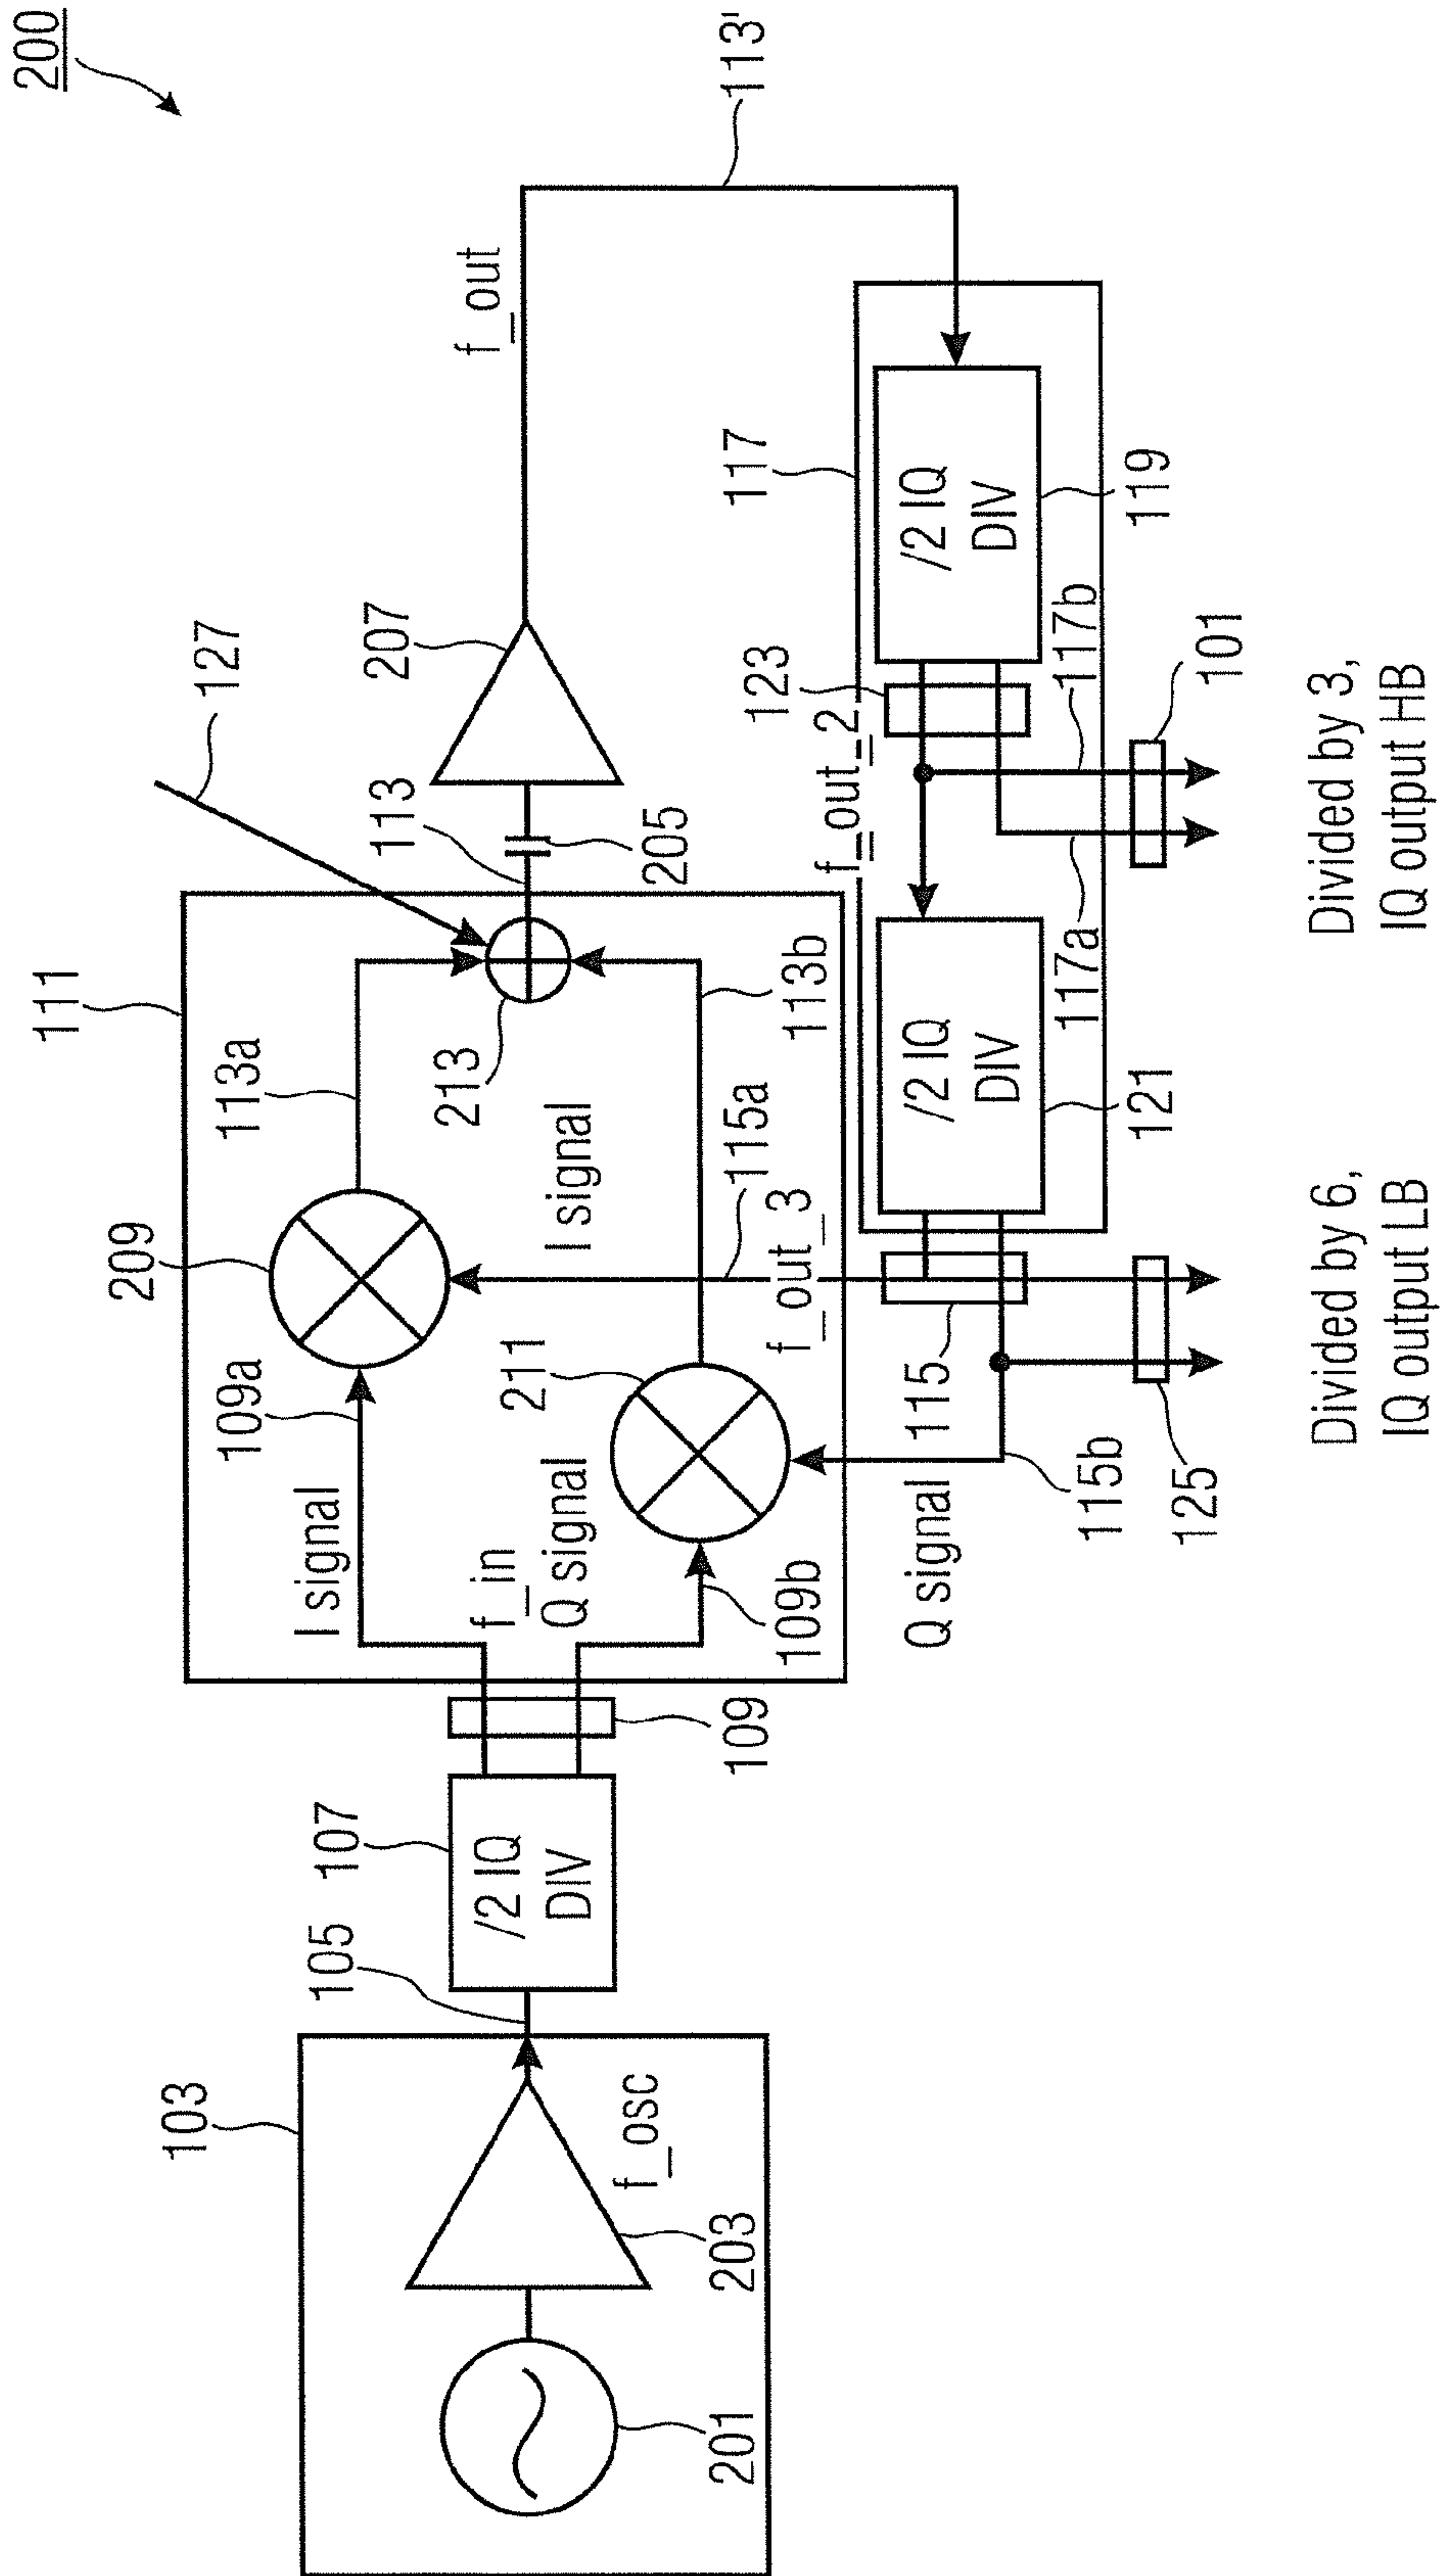 200
103
201
203
f_osc
105
107
/2 IQ
DIV
109
111
I signal
109a
f_in
Q signal
109b
209
211
113a
213
I signal
115a
113b
f_out_3
127
113
205
207
f_out
113'
117
/2 IQ
DIV
119
123
f_out_2
117b
117a
/2 IQ
DIV
121
115
Q signal
115b
125
101
Divided by 6,
IQ output LB
Divided by 3,
IQ output HB